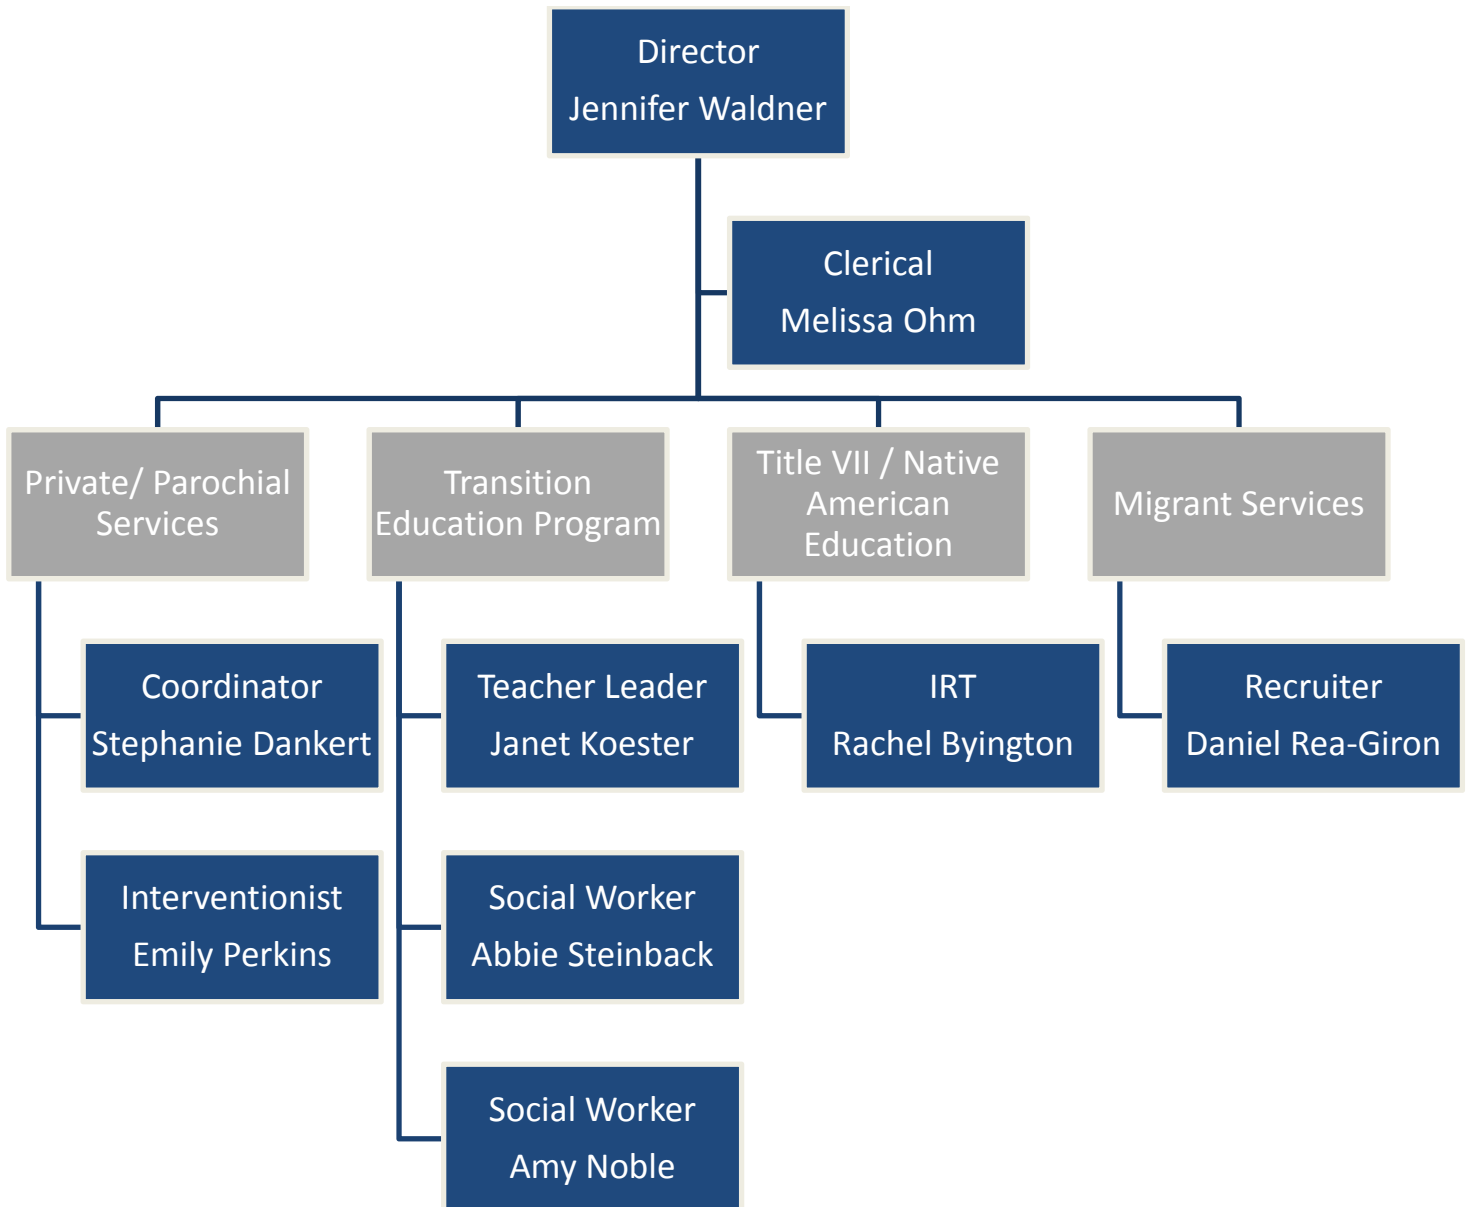 Director
Jennifer Waldner
Clerical
Melissa Ohm
Private/ Parochial
Services
Transition
Education Program
Title VII / Native
American
Education
Migrant Services
Coordinator
Stephanie Dankert
Teacher Leader
Janet Koester
IRT
Rachel Byington
Recruiter
Daniel Rea-Giron
Interventionist
Emily Perkins
Social Worker
Abbie Steinback
Social Worker
Amy Noble